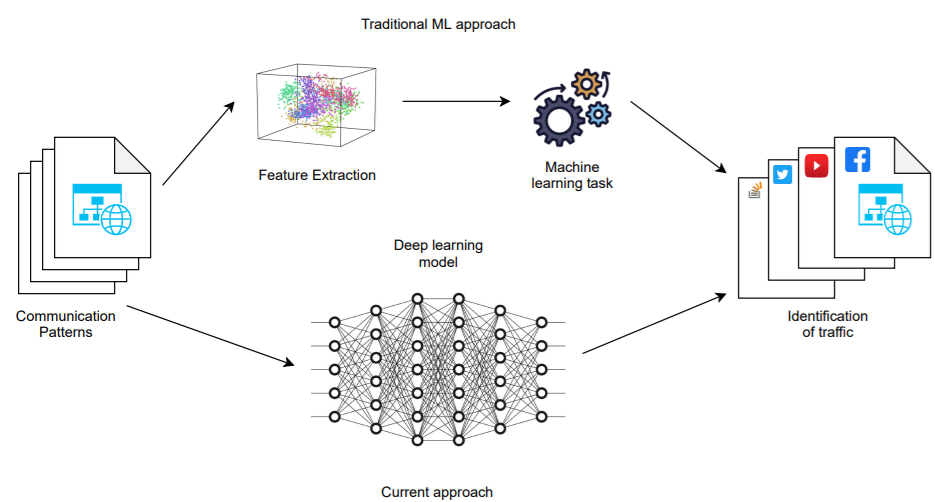 Traditional ML approach
Feature Extraction
Machine
learning task
Deep learning
model
Communication
Patterns
Identification
of traffic
Current approach